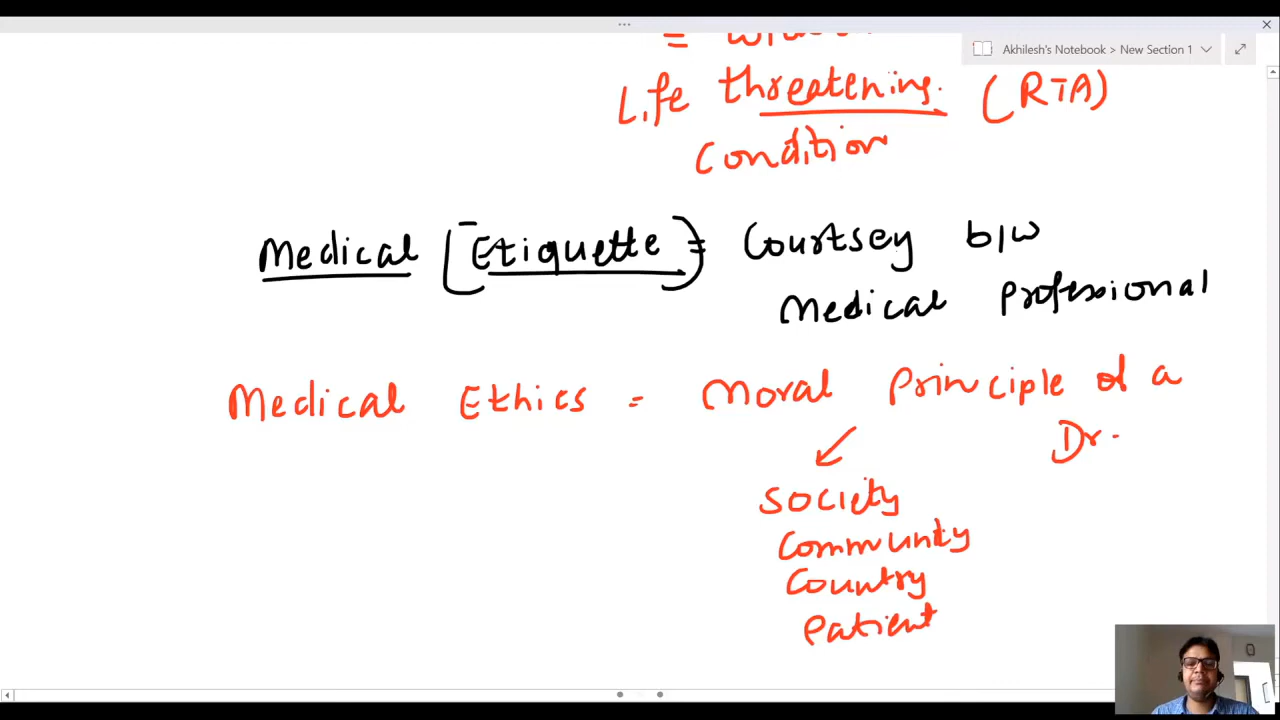 Akhilesh's Notebook > New Section 1
Life threatening. (RTA)
Condition
Medical [Etiquette] = Courtsey b/w
Medical Professional
Medical Ethics = Moral Principle of a
Dr.
Society
Community
Country
Patient